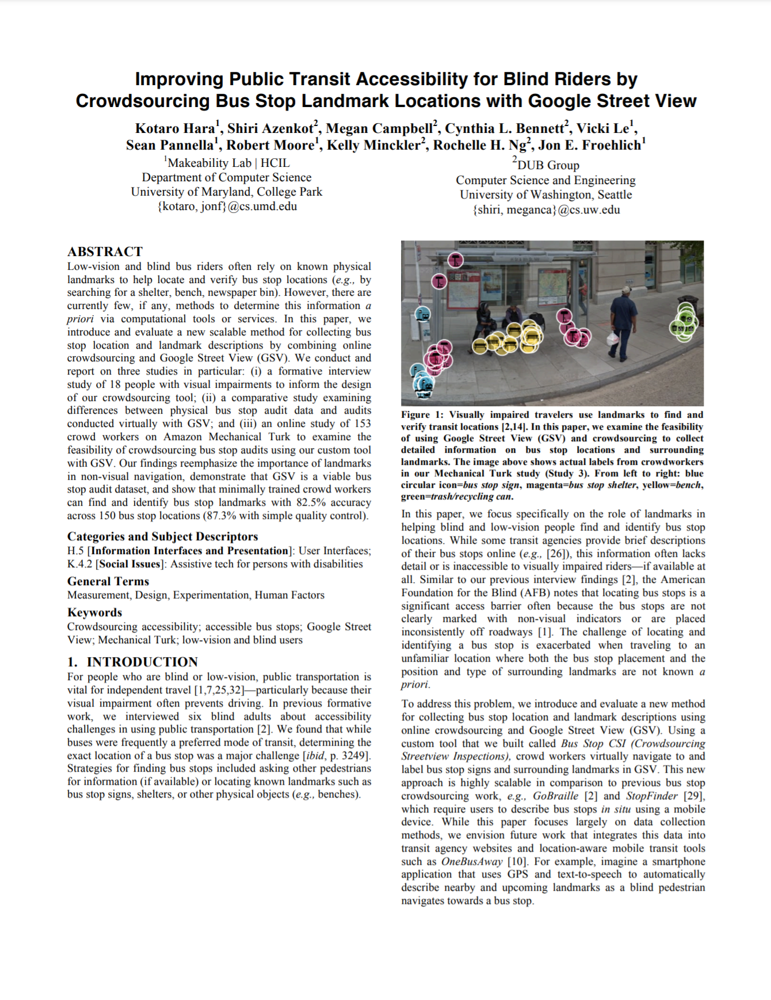 Improving Public Transit Accessibility for Blind Riders by
Crowdsourcing Bus Stop Landmark Locations with Google Street View
Kotaro Hara1, Shiri Azenkot2, Megan Campbell2, Cynthia L. Bennett2, Vicki Le1,
Sean Pannella1, Robert Moore1, Kelly Minckler2, Rochelle H. Ng2, Jon E. Froehlich1
1Makeability Lab | HCIL
Department of Computer Science
University of Maryland, College Park
{kotaro, jonf}@cs.umd.edu
2DUB Group
Computer Science and Engineering
University of Washington, Seattle
{shiri, meganca}@cs.uw.edu
ABSTRACT
Low-vision and blind bus riders often rely on known physical
landmarks to help locate and verify bus stop locations (e.g., by
searching for a shelter, bench, newspaper bin). However, there are
currently few, if any, methods to determine this information a
priori via computational tools or services. In this paper, we
introduce and evaluate a new scalable method for collecting bus
stop location and landmark descriptions by combining online
crowdsourcing and Google Street View (GSV). We conduct and
report on three studies in particular: (i) a formative interview
study of 18 people with visual impairments to inform the design
of our crowdsourcing tool; (ii) a comparative study examining
differences between physical bus stop audit data and audits
conducted virtually with GSV; and (iii) an online study of 153
crowd workers on Amazon Mechanical Turk to examine the
feasibility of crowdsourcing bus stop audits using our custom tool
with GSV. Our findings reemphasize the importance of landmarks
in non-visual navigation, demonstrate that GSV is a viable bus
stop audit dataset, and show that minimally trained crowd workers
can find and identify bus stop landmarks with 82.5% accuracy
across 150 bus stop locations (87.3% with simple quality control).
Categories and Subject Descriptors
H.5 [Information Interfaces and Presentation]: User Interfaces;
K.4.2 [Social Issues]: Assistive tech for persons with disabilities
General Terms
Measurement, Design, Experimentation, Human Factors
Keywords
Crowdsourcing accessibility; accessible bus stops; Google Street
View; Mechanical Turk; low-vision and blind users
1. INTRODUCTION
For people who are blind or low-vision, public transportation is
vital for independent travel [1,7,25,32]—particularly because their
visual impairment often prevents driving. In previous formative
work, we interviewed six blind adults about accessibility
challenges in using public transportation [2]. We found that while
buses were frequently a preferred mode of transit, determining the
exact location of a bus stop was a major challenge [ibid, p. 3249].
Strategies for finding bus stops included asking other pedestrians
for information (if available) or locating known landmarks such as
bus stop signs, shelters, or other physical objects (e.g., benches).
Figure 1: Visually impaired travelers use landmarks to find and
verify transit locations [2,14]. In this paper, we examine the feasibility
of using Google Street View (GSV) and crowdsourcing to collect
detailed information on bus stop locations and surrounding
landmarks. The image above shows actual labels from crowdworkers
in our Mechanical Turk study (Study 3). From left to right: blue
circular icon=bus stop sign, magenta=bus stop shelter, yellow=bench,
green=trash/recycling can.
In this paper, we focus specifically on the role of landmarks in
helping blind and low-vision people find and identify bus stop
locations. While some transit agencies provide brief descriptions
of their bus stops online (e.g., [26]), this information often lacks
detail or is inaccessible to visually impaired riders—if available at
all. Similar to our previous interview findings [2], the American
Foundation for the Blind (AFB) notes that locating bus stops is a
significant access barrier often because the bus stops are not
clearly marked with non-visual indicators or are placed
inconsistently off roadways [1]. The challenge of locating and
identifying a bus stop is exacerbated when traveling to an
unfamiliar location where both the bus stop placement and the
position and type of surrounding landmarks are not known a
priori.
To address this problem, we introduce and evaluate a new method
for collecting bus stop location and landmark descriptions using
online crowdsourcing and Google Street View (GSV). Using a
custom tool that we built called Bus Stop CSI (Crowdsourcing
Streetview Inspections), crowd workers virtually navigate to and
label bus stop signs and surrounding landmarks in GSV. This new
approach is highly scalable in comparison to previous bus stop
crowdsourcing work, e.g., GoBraille [2] and StopFinder [29],
which require users to describe bus stops in situ using a mobile
device. While this paper focuses largely on data collection
methods, we envision future work that integrates this data into
transit agency websites and location-aware mobile transit tools
such as OneBusAway [10]. For example, imagine a smartphone
application that uses GPS and text-to-speech to automatically
describe nearby and upcoming landmarks as a blind pedestrian
navigates towards a bus stop.